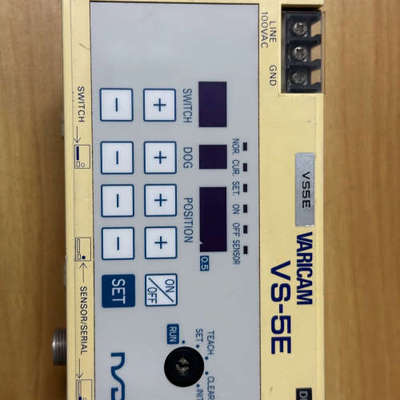 LINE
100VAC
GND
VS5E
VARICAM
VS-5E
NOR CUR SET ON OFF SENSOR
SWITCH DOG POSITION
0.5
+ + + +
− − − −
ON/OFF
SET
TEACH
SET
RUN
CLEAR
INIT
SWITCH
SENSOR/SERIAL